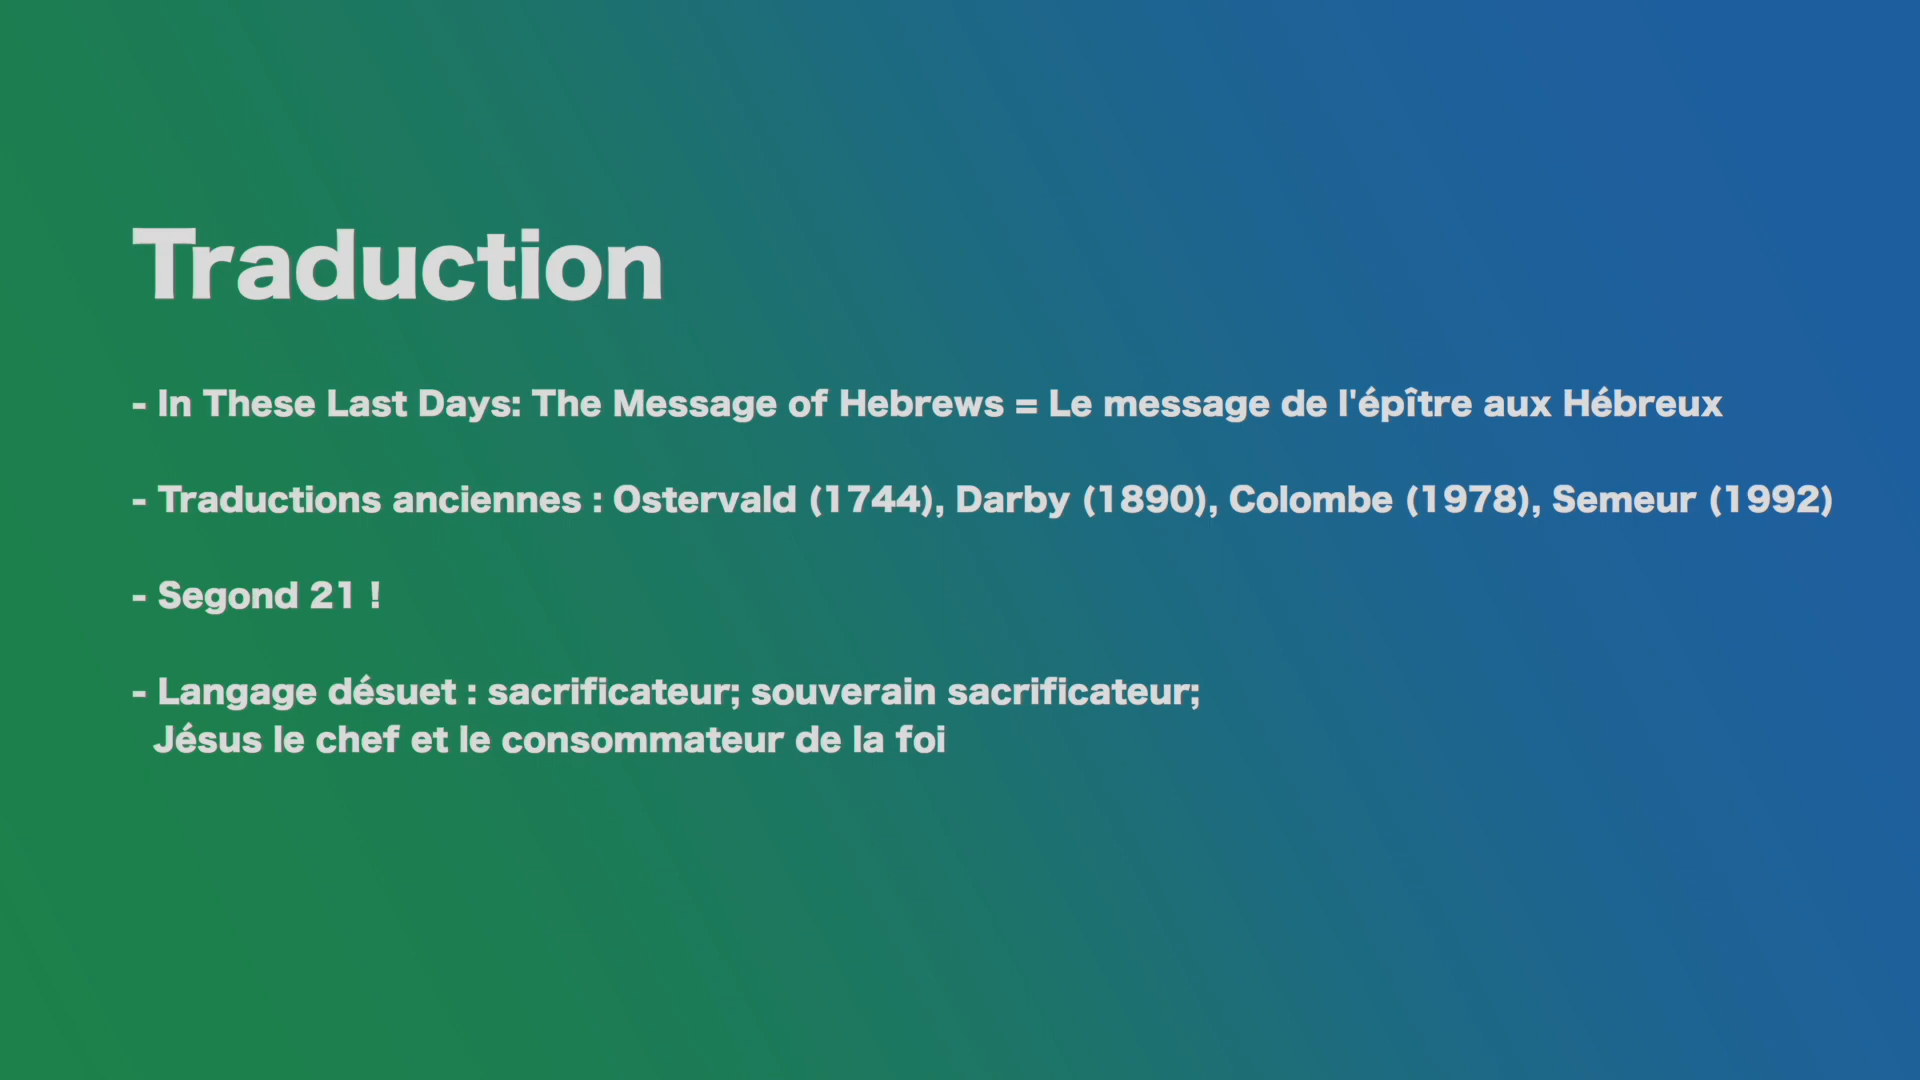 Traduction
- In These Last Days: The Message of Hebrews = Le message de l'épître aux Hébreux
- Traductions anciennes : Ostervald (1744), Darby (1890), Colombe (1978), Semeur (1992)
- Segond 21 !
- Langage désuet : sacrificateur; souverain sacrificateur;
Jésus le chef et le consommateur de la foi